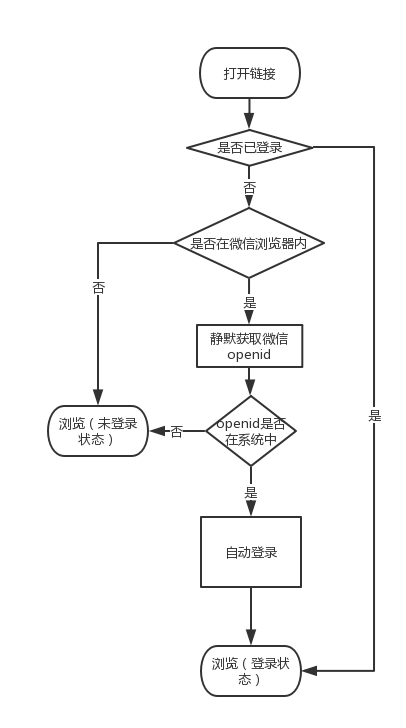 打开链接
是否已登录
否
是否在微信浏览器内
否
是
静默获取微信
openid
浏览（未登录
状态）
否
openid是否
在系统中
是
是
自动登录
浏览（登录状
态）